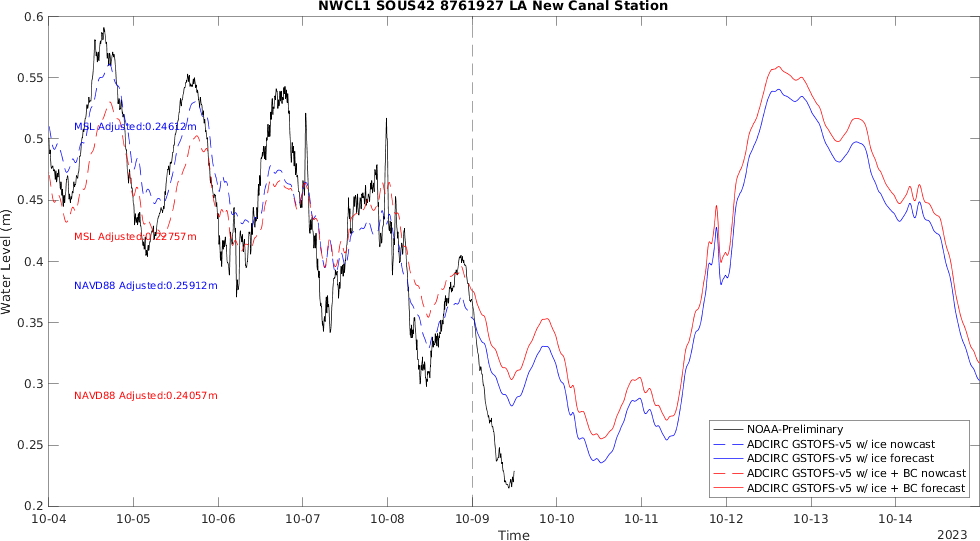 NWCL1 SOUS42 8761927 LA New Canal Station
Water Level (m)
0.6
0.55
0.5
0.45
0.4
0.35
0.3
0.25
0.2
MSL Adjusted:0.24612m
MSL Adjusted:0.22757m
NAVD88 Adjusted:0.25912m
NAVD88 Adjusted:0.24057m
NOAA-Preliminary
ADCIRC GSTOFS-v5 w/ ice nowcast
ADCIRC GSTOFS-v5 w/ ice forecast
ADCIRC GSTOFS-v5 w/ ice + BC nowcast
ADCIRC GSTOFS-v5 w/ ice + BC forecast
10-04 10-05 10-06 10-07 10-08 10-09 10-10 10-11 10-12 10-13 10-14
Time
2023